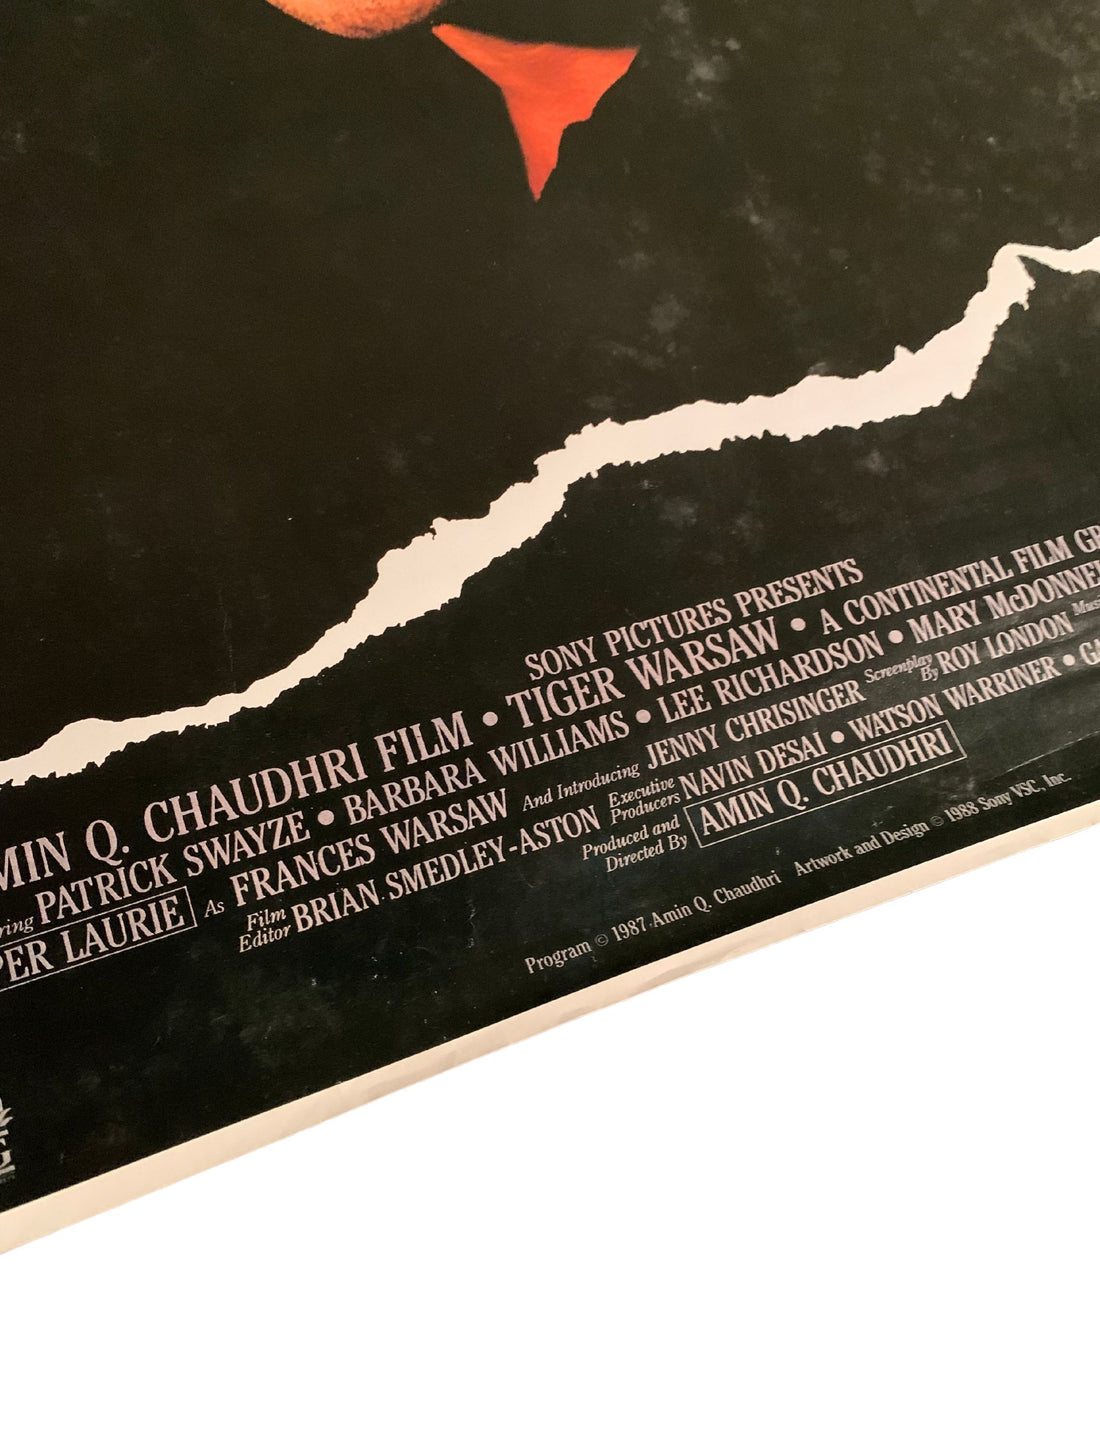 SONY PICTURES PRESENTS
MIN Q. CHAUDHRI FILM • TIGER WARSAW • A CONTINENTAL FILM GR
ring PATRICK SWAYZE • BARBARA WILLIAMS • LEE RICHARDSON • MARY McDONNE
PER LAURIE As FRANCES WARSAW And Introducing JENNY CHRISINGER Screenplay By ROY LONDON Music
Film Editor BRIAN SMEDLEY-ASTON Executive Producers NAVIN DESAI • WATSON WARRINER • GA
Produced and Directed By AMIN Q. CHAUDHRI
Program © 1987 Amin Q. Chaudhri Artwork and Design © 1988 Sony VSC, Inc.